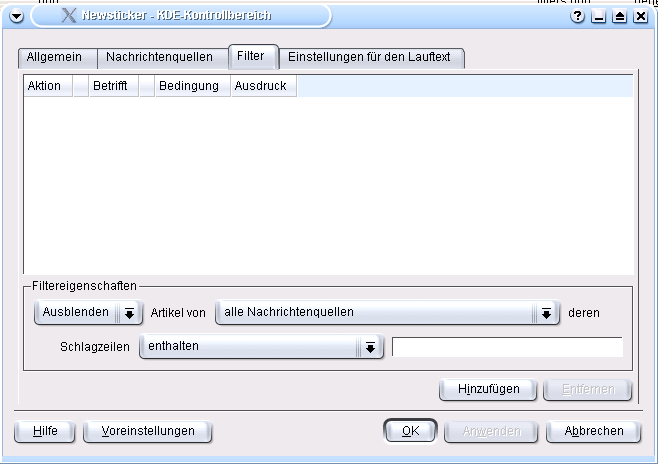 Newsticker - KDE-Kontrollbereich
Allgemein Nachrichtenquellen Filter Einstellungen für den Lauftext
Aktion Betrifft Bedingung Ausdruck
Filtereigenschaften
Ausblenden Artikel von alle Nachrichtenquellen deren
Schlagzeilen enthalten
Hinzufügen Entfernen
Hilfe Voreinstellungen OK Anwenden Abbrechen